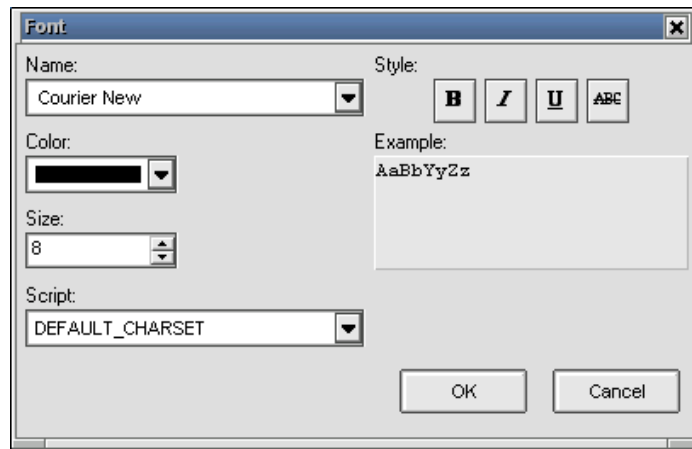 Font
Name:
Style:
Courier New
B I U ABC
Color:
Example:
AaBbYyZz
Size:
8
Script:
DEFAULT_CHARSET
OK Cancel